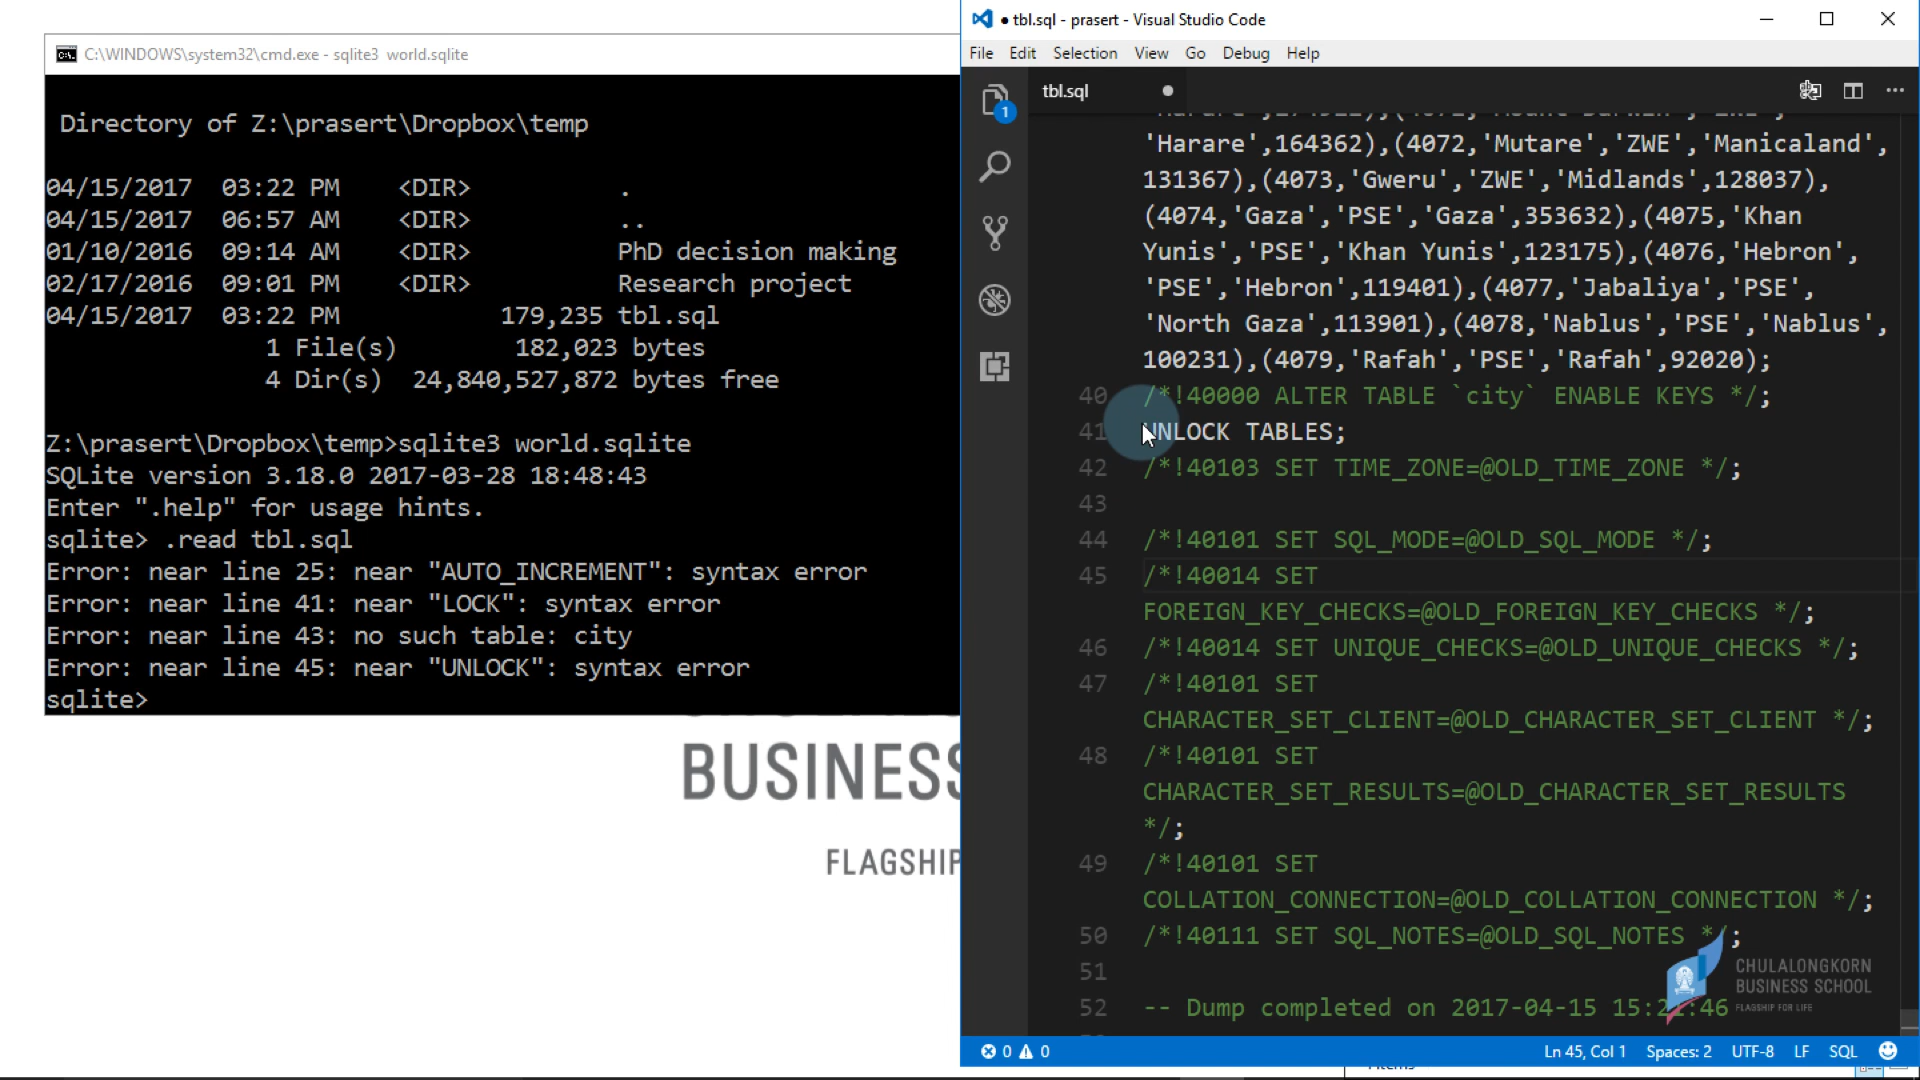 C:\WINDOWS\system32\cmd.exe - sqlite3 world.sqlite
Directory of Z:\prasert\Dropbox\temp
04/15/2017 03:22 PM <DIR> .
04/15/2017 06:57 AM <DIR> ..
01/10/2016 09:14 AM <DIR> PhD decision making
02/17/2016 09:01 PM <DIR> Research project
04/15/2017 03:22 PM 179,235 tbl.sql
1 File(s) 182,023 bytes
4 Dir(s) 24,840,527,872 bytes free
Z:\prasert\Dropbox\temp>sqlite3 world.sqlite
SQLite version 3.18.0 2017-03-28 18:48:43
Enter ".help" for usage hints.
sqlite> .read tbl.sql
Error: near line 25: near "AUTO_INCREMENT": syntax error
Error: near line 41: near "LOCK": syntax error
Error: near line 43: no such table: city
Error: near line 45: near "UNLOCK": syntax error
sqlite>
BUSINESS
FLAGSHIP
● tbl.sql - prasert - Visual Studio Code
File Edit Selection View Go Debug Help
1
tbl.sql
'Harare',164362),(4072,'Mutare','ZWE','Manicaland',
131367),(4073,'Gweru','ZWE','Midlands',128037),
(4074,'Gaza','PSE','Gaza',353632),(4075,'Khan
Yunis','PSE','Khan Yunis',123175),(4076,'Hebron',
'PSE','Hebron',119401),(4077,'Jabaliya','PSE',
'North Gaza',113901),(4078,'Nablus','PSE','Nablus',
100231),(4079,'Rafah','PSE','Rafah',92020);
40 /*!40000 ALTER TABLE `city` ENABLE KEYS */;
41 UNLOCK TABLES;
42 /*!40103 SET TIME_ZONE=@OLD_TIME_ZONE */;
43
44 /*!40101 SET SQL_MODE=@OLD_SQL_MODE */;
45 /*!40014 SET
FOREIGN_KEY_CHECKS=@OLD_FOREIGN_KEY_CHECKS */;
46 /*!40014 SET UNIQUE_CHECKS=@OLD_UNIQUE_CHECKS */;
47 /*!40101 SET
CHARACTER_SET_CLIENT=@OLD_CHARACTER_SET_CLIENT */;
48 /*!40101 SET
CHARACTER_SET_RESULTS=@OLD_CHARACTER_SET_RESULTS
*/;
49 /*!40101 SET
COLLATION_CONNECTION=@OLD_COLLATION_CONNECTION */;
50 /*!40111 SET SQL_NOTES=@OLD_SQL_NOTES */;
51
52 -- Dump completed on 2017-04-15
CHULALONGKORN
BUSINESS SCHOOL
FLAGSHIP FOR LIFE
0 0 Ln 45, Col 1 Spaces: 2 UTF-8 LF SQL